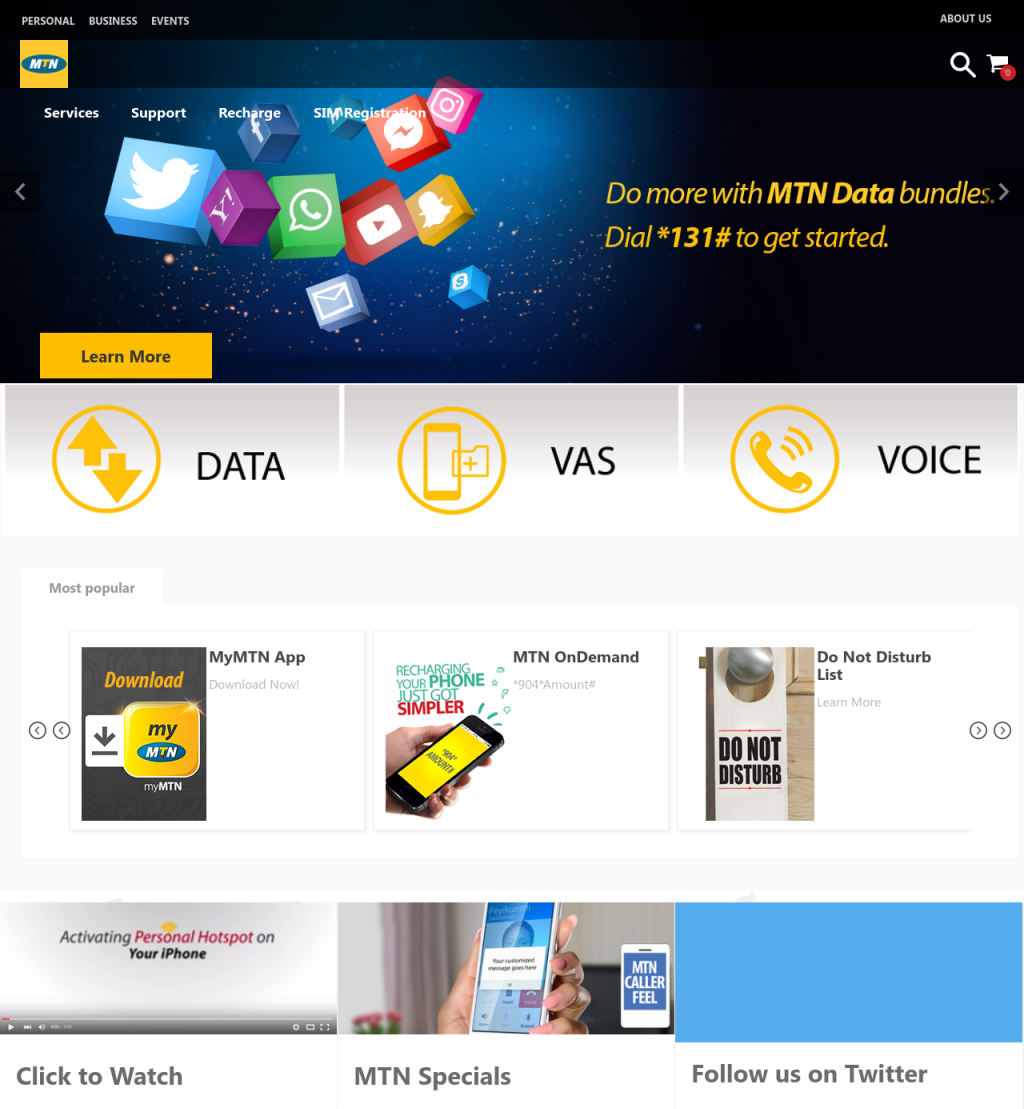 PERSONAL BUSINESS EVENTS
ABOUT US
MTN
0
Services Support Recharge SIM Registration
Do more with MTN Data bundles.
Dial *131# to get started.
Learn More
DATA
VAS
VOICE
Most popular
Download
my
MTN
myMTN
MyMTN App
Download Now!
RECHARGING
YOUR PHONE
JUST GOT
SIMPLER
*904*
AMOUNT#
MTN OnDemand
*904*Amount#
DO NOT
DISTURB
Do Not Disturb
List
Learn More
Activating Personal Hotspot on
Your iPhone
Feyikunmi
Your customized
message goes here
MTN
CALLER
FEEL
Click to Watch
MTN Specials
Follow us on Twitter